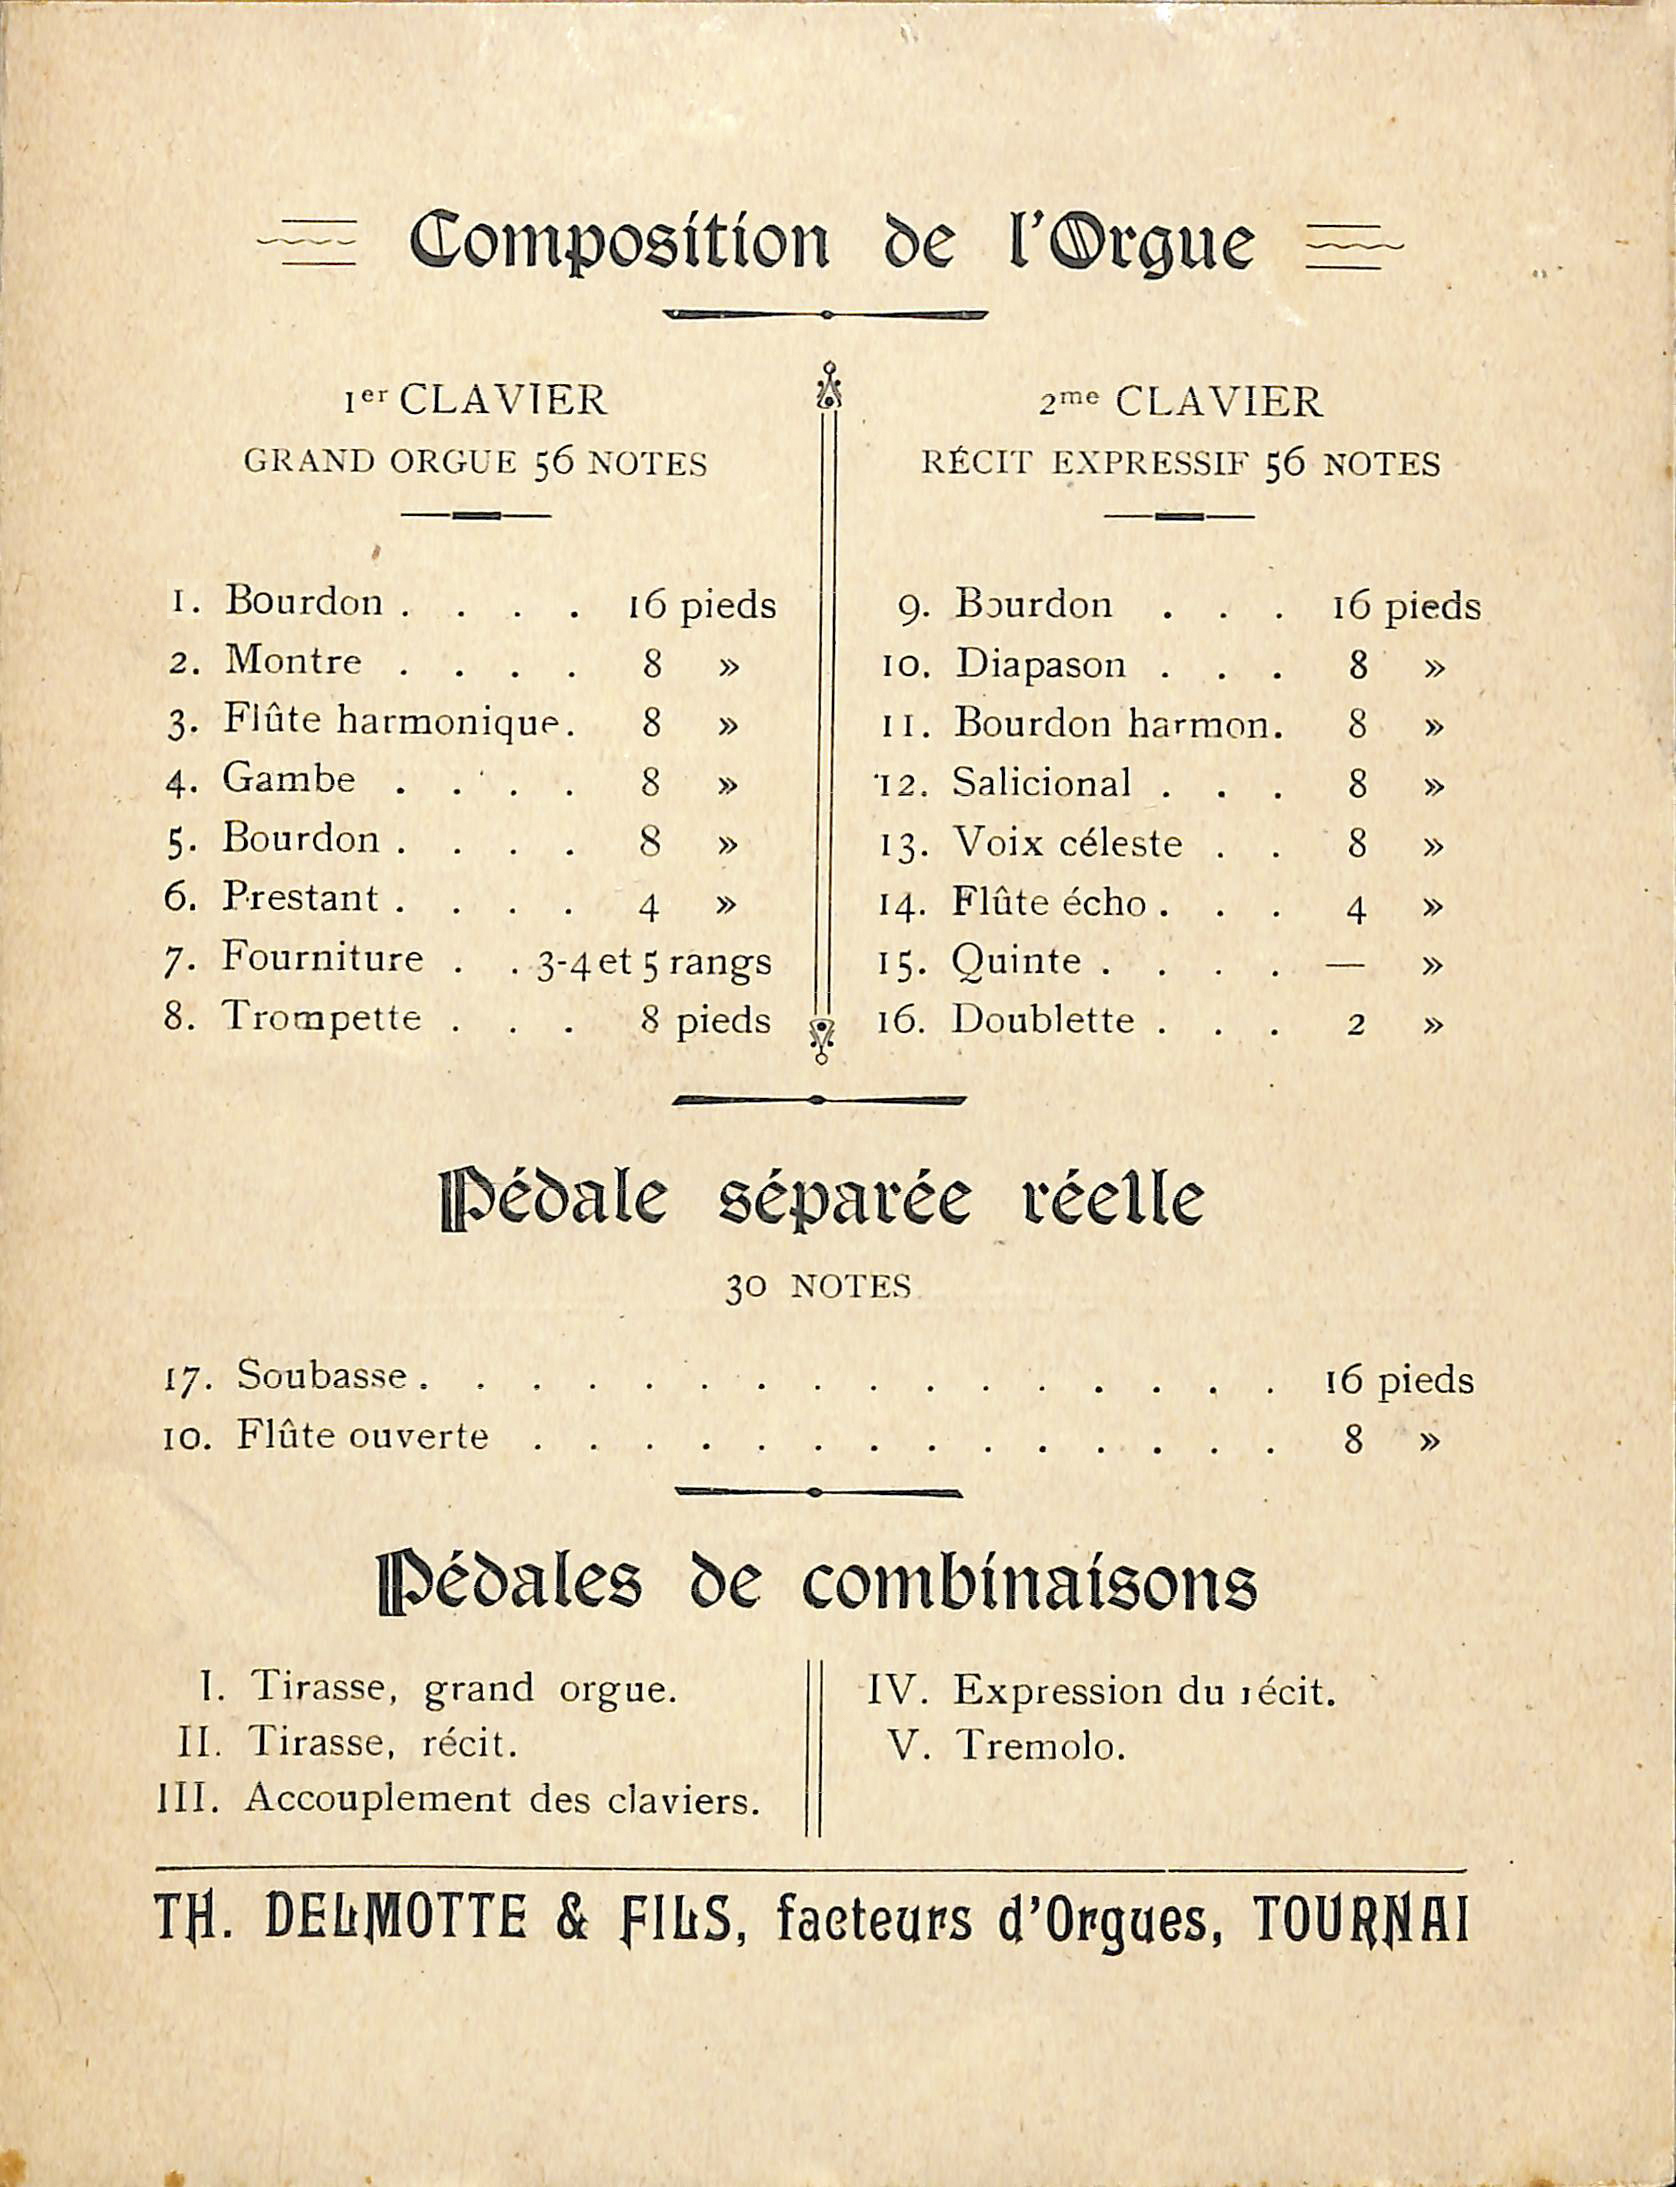 Composition de l'Orgue
1er CLAVIER
GRAND ORGUE 56 NOTES
1. Bourdon . . . . 16 pieds
2. Montre . . . . 8 »
3. Flûte harmonique. 8 »
4. Gambe . . . . 8 »
5. Bourdon . . . . 8 »
6. Prestant . . . . 4 »
7. Fourniture . . 3-4 et 5 rangs
8. Trompette . . . 8 pieds
2me CLAVIER
RÉCIT EXPRESSIF 56 NOTES
9. Bourdon . . . 16 pieds
10. Diapason . . . 8 »
11. Bourdon harmon. 8 »
12. Salicional . . . 8 »
13. Voix céleste . . 8 »
14. Flûte écho . . . 4 »
15. Quinte . . . . — »
16. Doublette . . . 2 »
Pédale séparée réelle
30 NOTES
17. Soubasse . . . . . . . . . . . . . . . . 16 pieds
10. Flûte ouverte . . . . . . . . . . . . . . 8 »
Pédales de combinaisons
I. Tirasse, grand orgue.
II. Tirasse, récit.
III. Accouplement des claviers.
IV. Expression du récit.
V. Tremolo.
TH. DELMOTTE & FILS, facteurs d'Orgues, TOURNAI